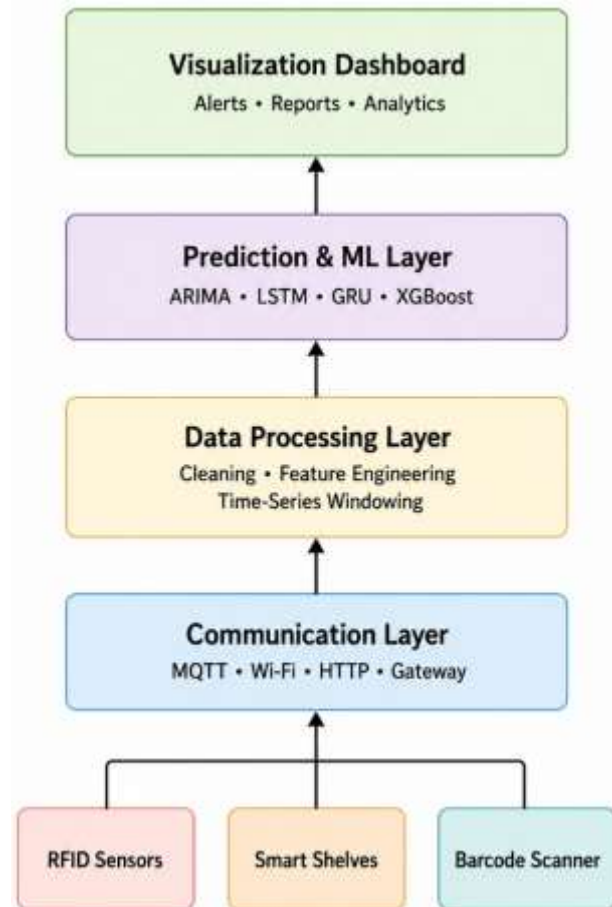 Visualization Dashboard
Alerts • Reports • Analytics
Prediction & ML Layer
ARIMA • LSTM • GRU • XGBoost
Data Processing Layer
Cleaning • Feature Engineering
Time-Series Windowing
Communication Layer
MQTT • Wi-Fi • HTTP • Gateway
RFID Sensors
Smart Shelves
Barcode Scanner